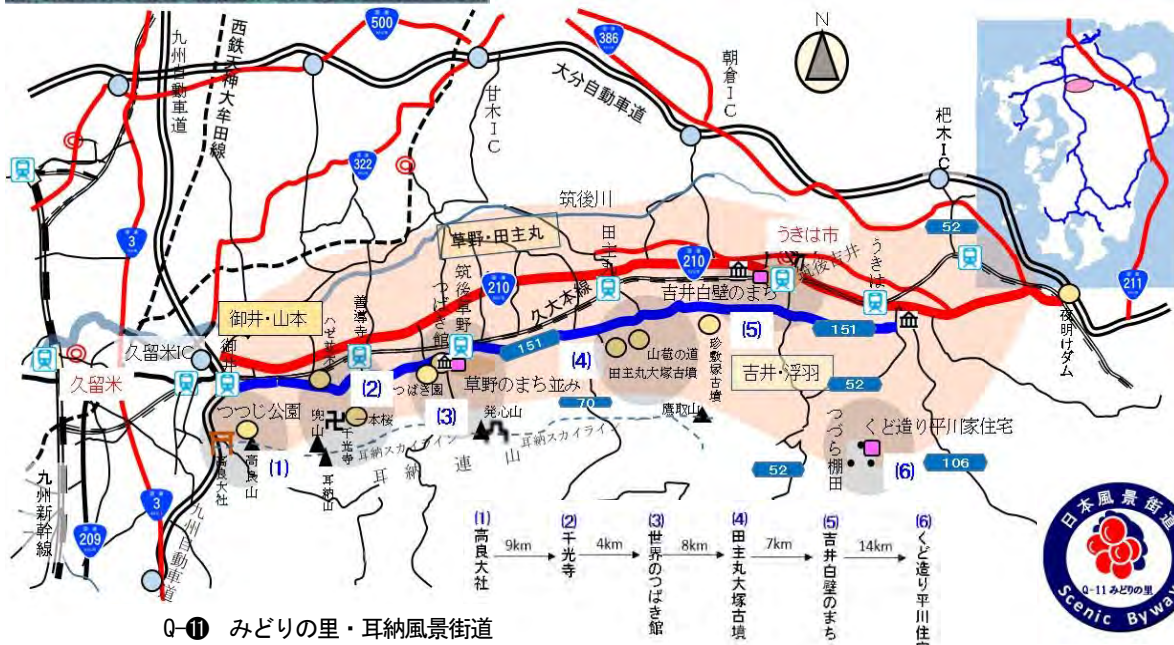 500
386
N
九州自動車道
西鉄天神大牟田線
甘木IC
大分自動車道
朝倉IC
杷木IC
322
3
筑後川
52
草野・田主丸
田主丸
うきは市
210
210
筑後吉井
うきは
211
筑後草野
つばき館
善導寺
久大本線
吉井白壁のまち
御井・山本
ハゼ並木
151
(5)
151
夜明けダム
久留米IC
御井
(4)
山苞の道
田主丸大塚古墳
珍敷塚古墳
久留米
(2)
つばき園
草野のまち並み
吉井・浮羽
52
つつじ公園
兜山
一本桜
(3)
発心山
70
鷹取山
つづら棚田
くど造り平川家住宅
高良大社
高良山
(1)
千光寺
耳納山
耳納スカイライン
耳納スカイライン
耳納連山
52
(6)
106
九州新幹線
209
3
九州自動車道
(1)高良大社
9km
(2)千光寺
4km
(3)世界のつばき館
8km
(4)田主丸大塚古墳
7km
(5)吉井白壁のまち
14km
(6)くど造り平川住宅
日本風景街道
Q-11 みどりの里
Scenic Byway
Q-⓫ みどりの里・耳納風景街道